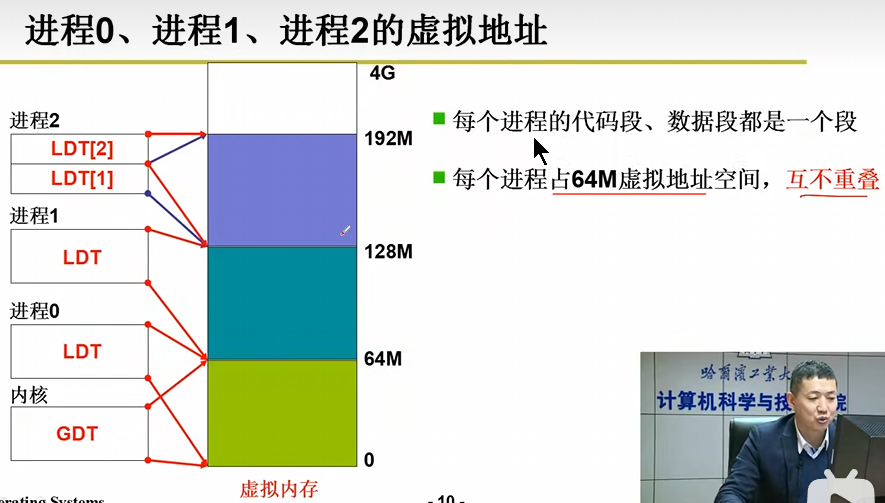 进程0、进程1、进程2的虚拟地址
4G
进程2
LDT[2]
LDT[1]
192M
进程1
LDT
128M
进程0
LDT
64M
内核
GDT
0
虚拟内存
每个进程的代码段、数据段都是一个段
每个进程占64M虚拟地址空间，互不重叠
哈尔滨工业大
计算机科学与技 院
erating Systems
- 10 -